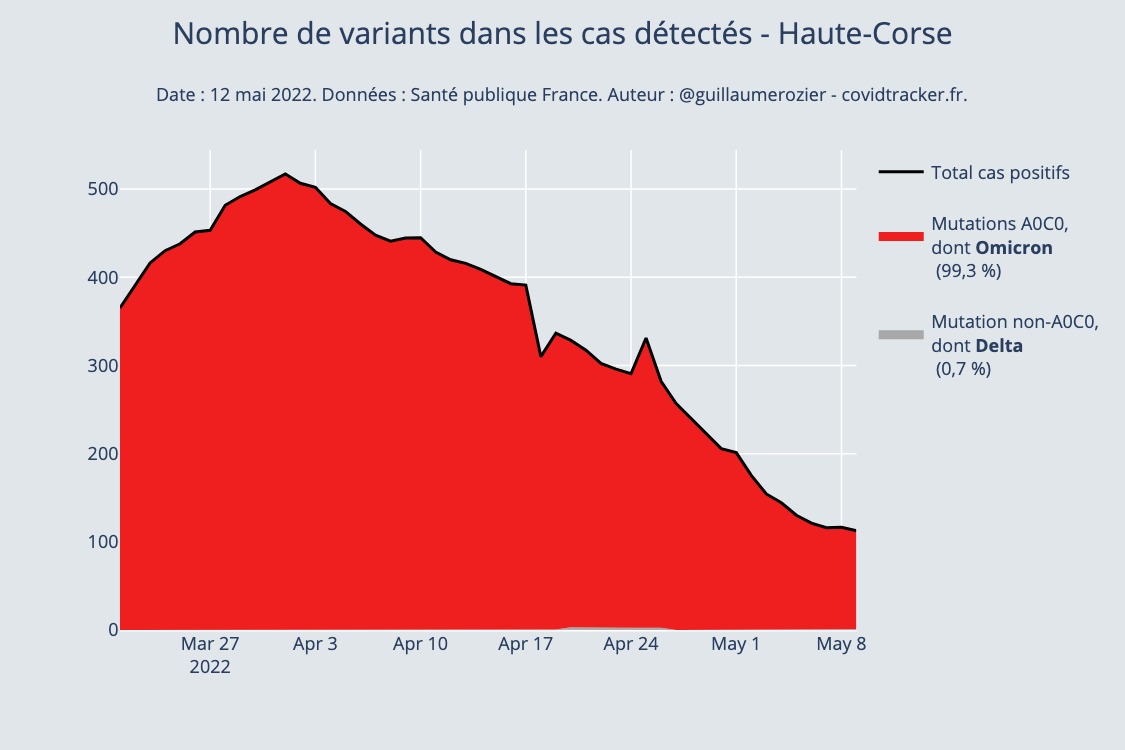 Nombre de variants dans les cas détectés - Haute-Corse
Date : 12 mai 2022. Données : Santé publique France. Auteur : @guillaumerozier - covidtracker.fr.
500
400
300
200
100
0
Mar 27
2022
Apr 3
Apr 10
Apr 17
Apr 24
May 1
May 8
Total cas positifs
Mutations A0C0,
dont Omicron
(99,3 %)
Mutation non-A0C0,
dont Delta
(0,7 %)